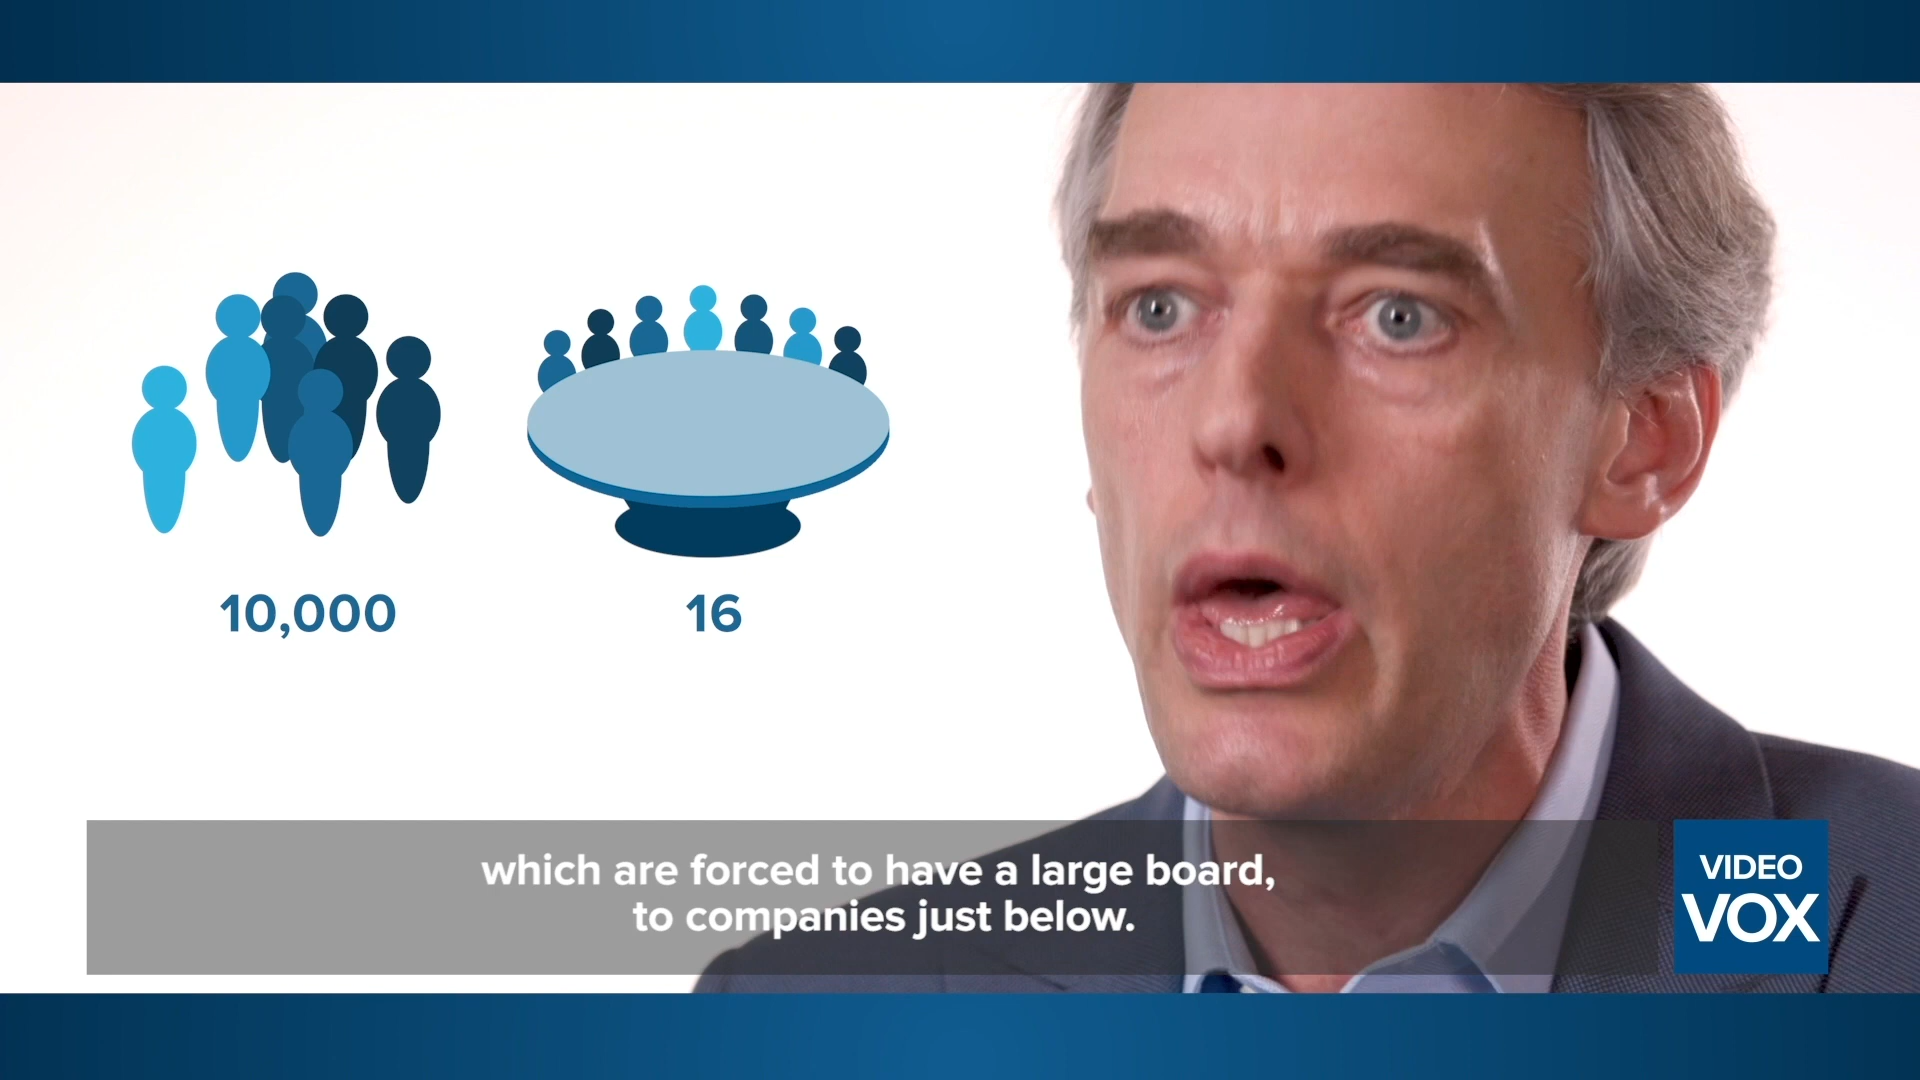 10,000
16
which are forced to have a large board,
to companies just below.
VIDEO
VOX